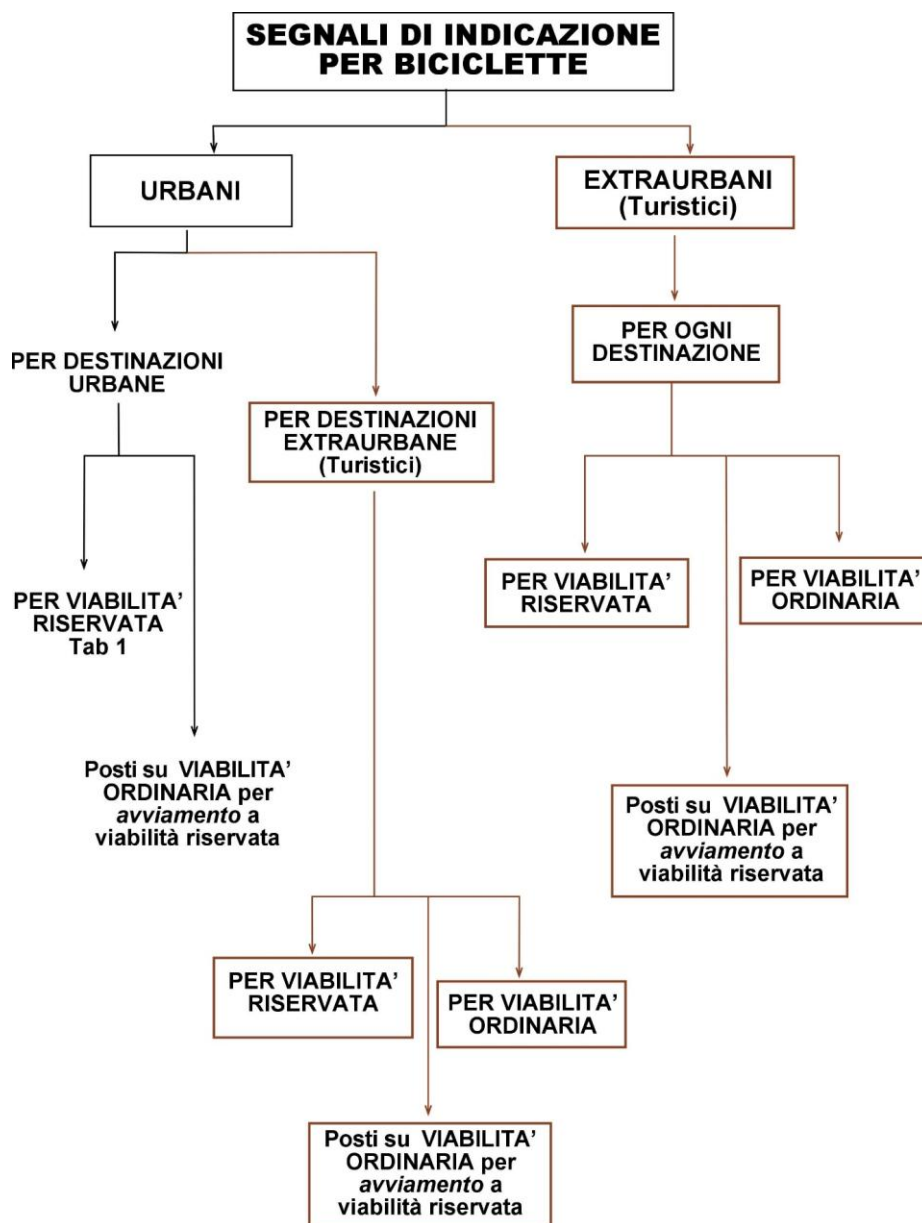 SEGNALI DI INDICAZIONE
PER BICICLETTE
URBANI
EXTRAURBANI
(Turistici)
PER DESTINAZIONI
URBANE
PER OGNI
DESTINAZIONE
PER DESTINAZIONI
EXTRAURBANE
(Turistici)
PER VIABILITA’
RISERVATA
Tab 1
PER VIABILITA’
RISERVATA
PER VIABILITA’
ORDINARIA
Posti su VIABILITA’
ORDINARIA per
avviamento a
viabilità riservata
Posti su VIABILITA’
ORDINARIA per
avviamento a
viabilità riservata
PER VIABILITA’
RISERVATA
PER VIABILITA’
ORDINARIA
Posti su VIABILITA’
ORDINARIA per
avviamento a
viabilità riservata